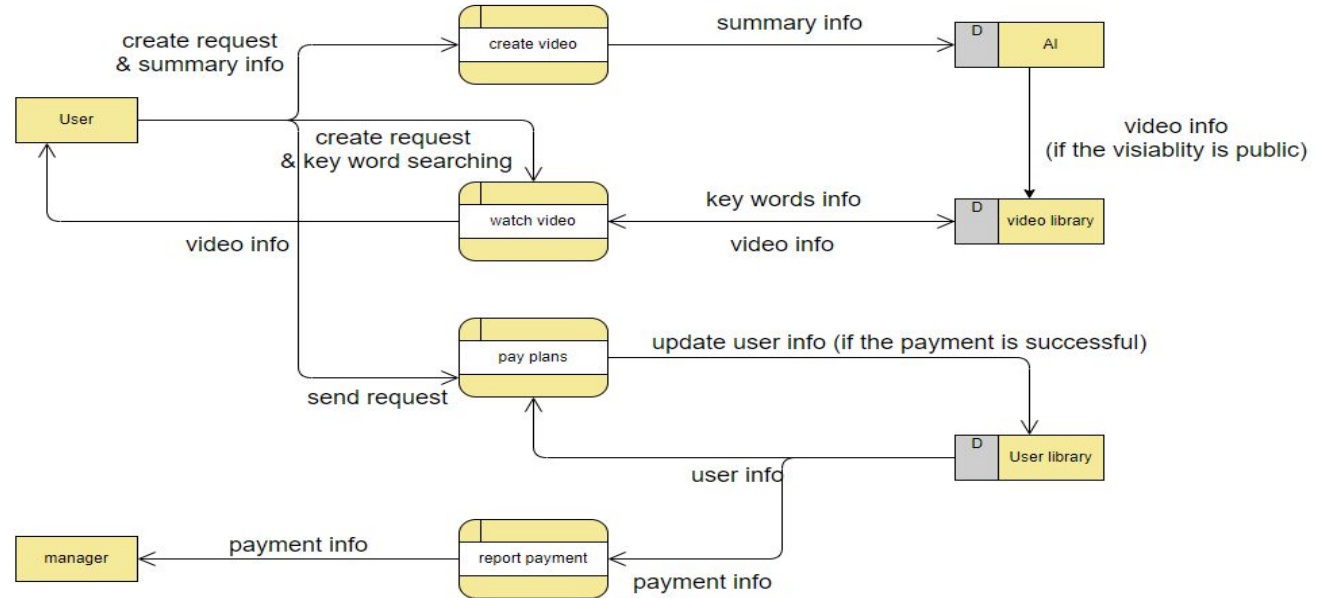 create request
& summary info
create video
summary info
D
AI
User
create request
& key word searching
video info
(if the visiablity is public)
watch video
key words info
D
video library
video info
video info
pay plans
update user info (if the payment is successful)
send request
D
User library
user info
manager
payment info
report payment
payment info